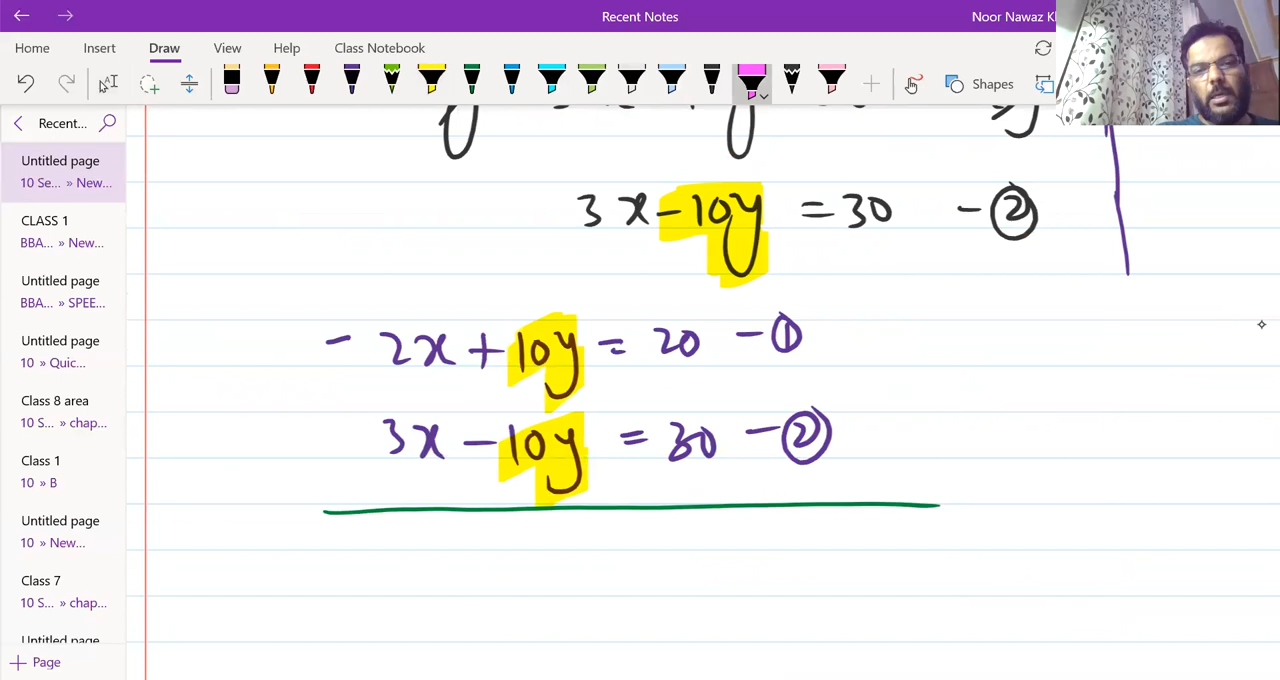 Recent Notes
Noor Nawaz Kh
Home Insert Draw View Help Class Notebook
Shapes
Recent...
Untitled page
10 Se... » New...
CLASS 1
BBA... » New...
Untitled page
BBA... » SPEE...
Untitled page
10 » Quic...
Class 8 area
10 S... » chap...
Class 1
10 » B
Untitled page
10 » New...
Class 7
10 S... » chap...
Untitled page
Page
3x-10y = 30 - ②
- 2x+10y = 20 - ①
3x-10y = 30 - ②